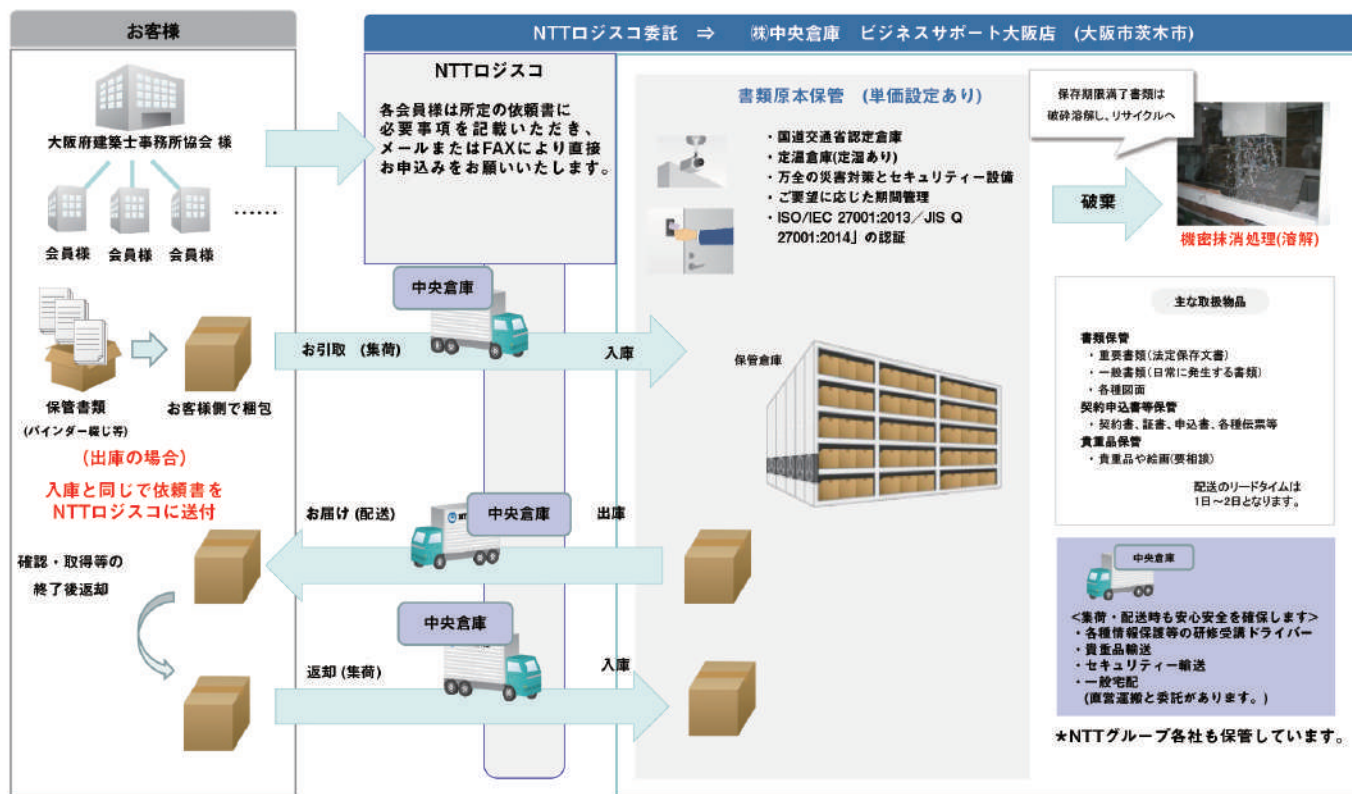 お客様
NTTロジスコ委託 ⇒ ㈱中央倉庫 ビジネスサポート大阪店 (大阪市茨木市)
大阪府建築士事務所協会 様
会員様 会員様 会員様 ……
NTTロジスコ
各会員様は所定の依頼書に
必要事項を記載いただき、
メールまたはFAXにより直接
お申込みをお願いいたします。
書類原本保管 (単価設定あり)
・国道交通省認定倉庫
・定温倉庫(定湿あり)
・万全の災害対策とセキュリティー設備
・ご要望に応じた期間管理
・ISO/IEC 27001:2013／JIS Q
27001:2014」の認証
保存期限満了書類は
破砕溶解し、リサイクルへ
破棄
機密抹消処理(溶解)
保管書類
(バインダー綴じ等)
お客様側で梱包
お引取 (集荷)
中央倉庫
入庫
保管倉庫
(出庫の場合)
入庫と同じで依頼書を
NTTロジスコに送付
お届け (配送)
中央倉庫
出庫
確認・取得等の
終了後返却
返却 (集荷)
中央倉庫
入庫
主な取扱物品
書類保管
・重要書類(法定保存文書)
・一般書類(日常に発生する書類)
・各種図面
契約申込書等保管
・契約書、証書、申込書、各種伝票等
貴重品保管
・貴重品や絵画(要相談)
配送のリードタイムは
1日～2日となります。
中央倉庫
<集荷・配送時も安心安全を確保します>
・各種情報保護等の研修受講ドライバー
・貴重品輸送
・セキュリティー輸送
・一般宅配
(直営運搬と委託があります。)
＊NTTグループ各社も保管しています。